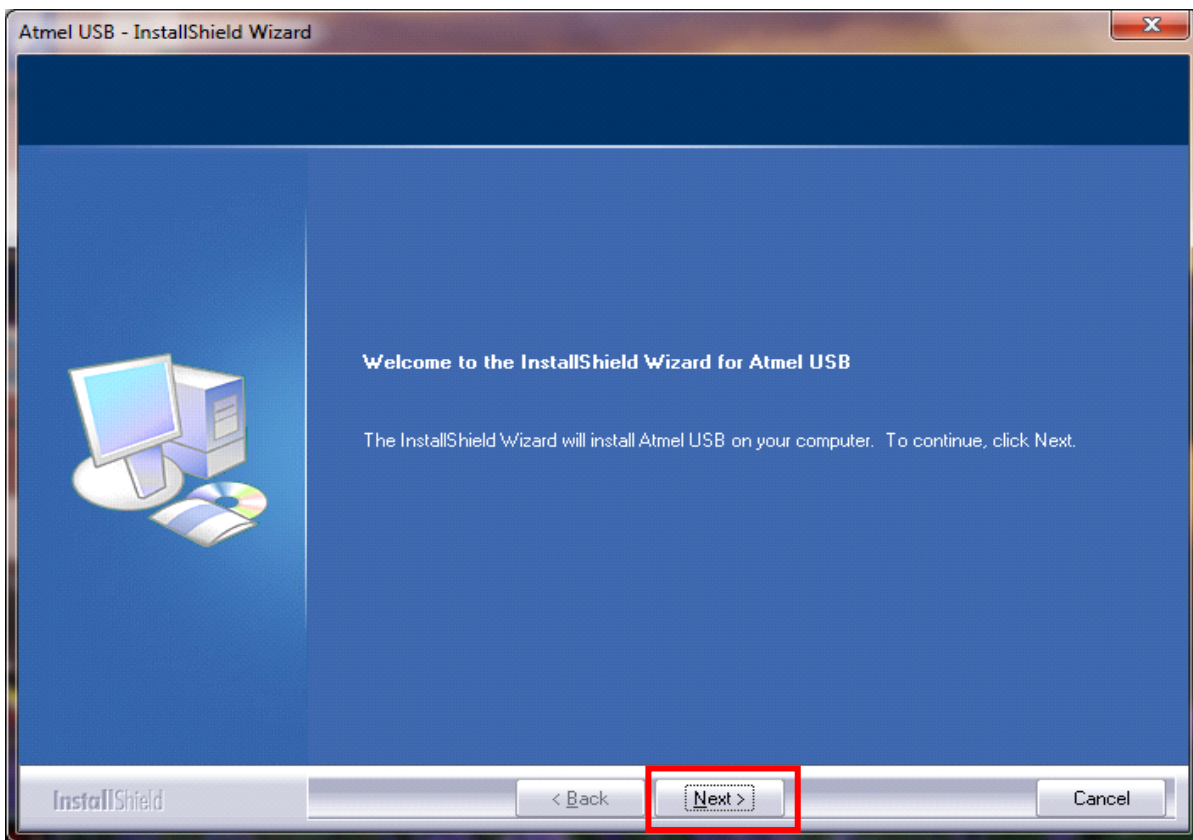 Atmel USB - InstallShield Wizard
Welcome to the InstallShield Wizard for Atmel USB
The InstallShield Wizard will install Atmel USB on your computer. To continue, click Next.
InstallShield
< Back
Next >
Cancel